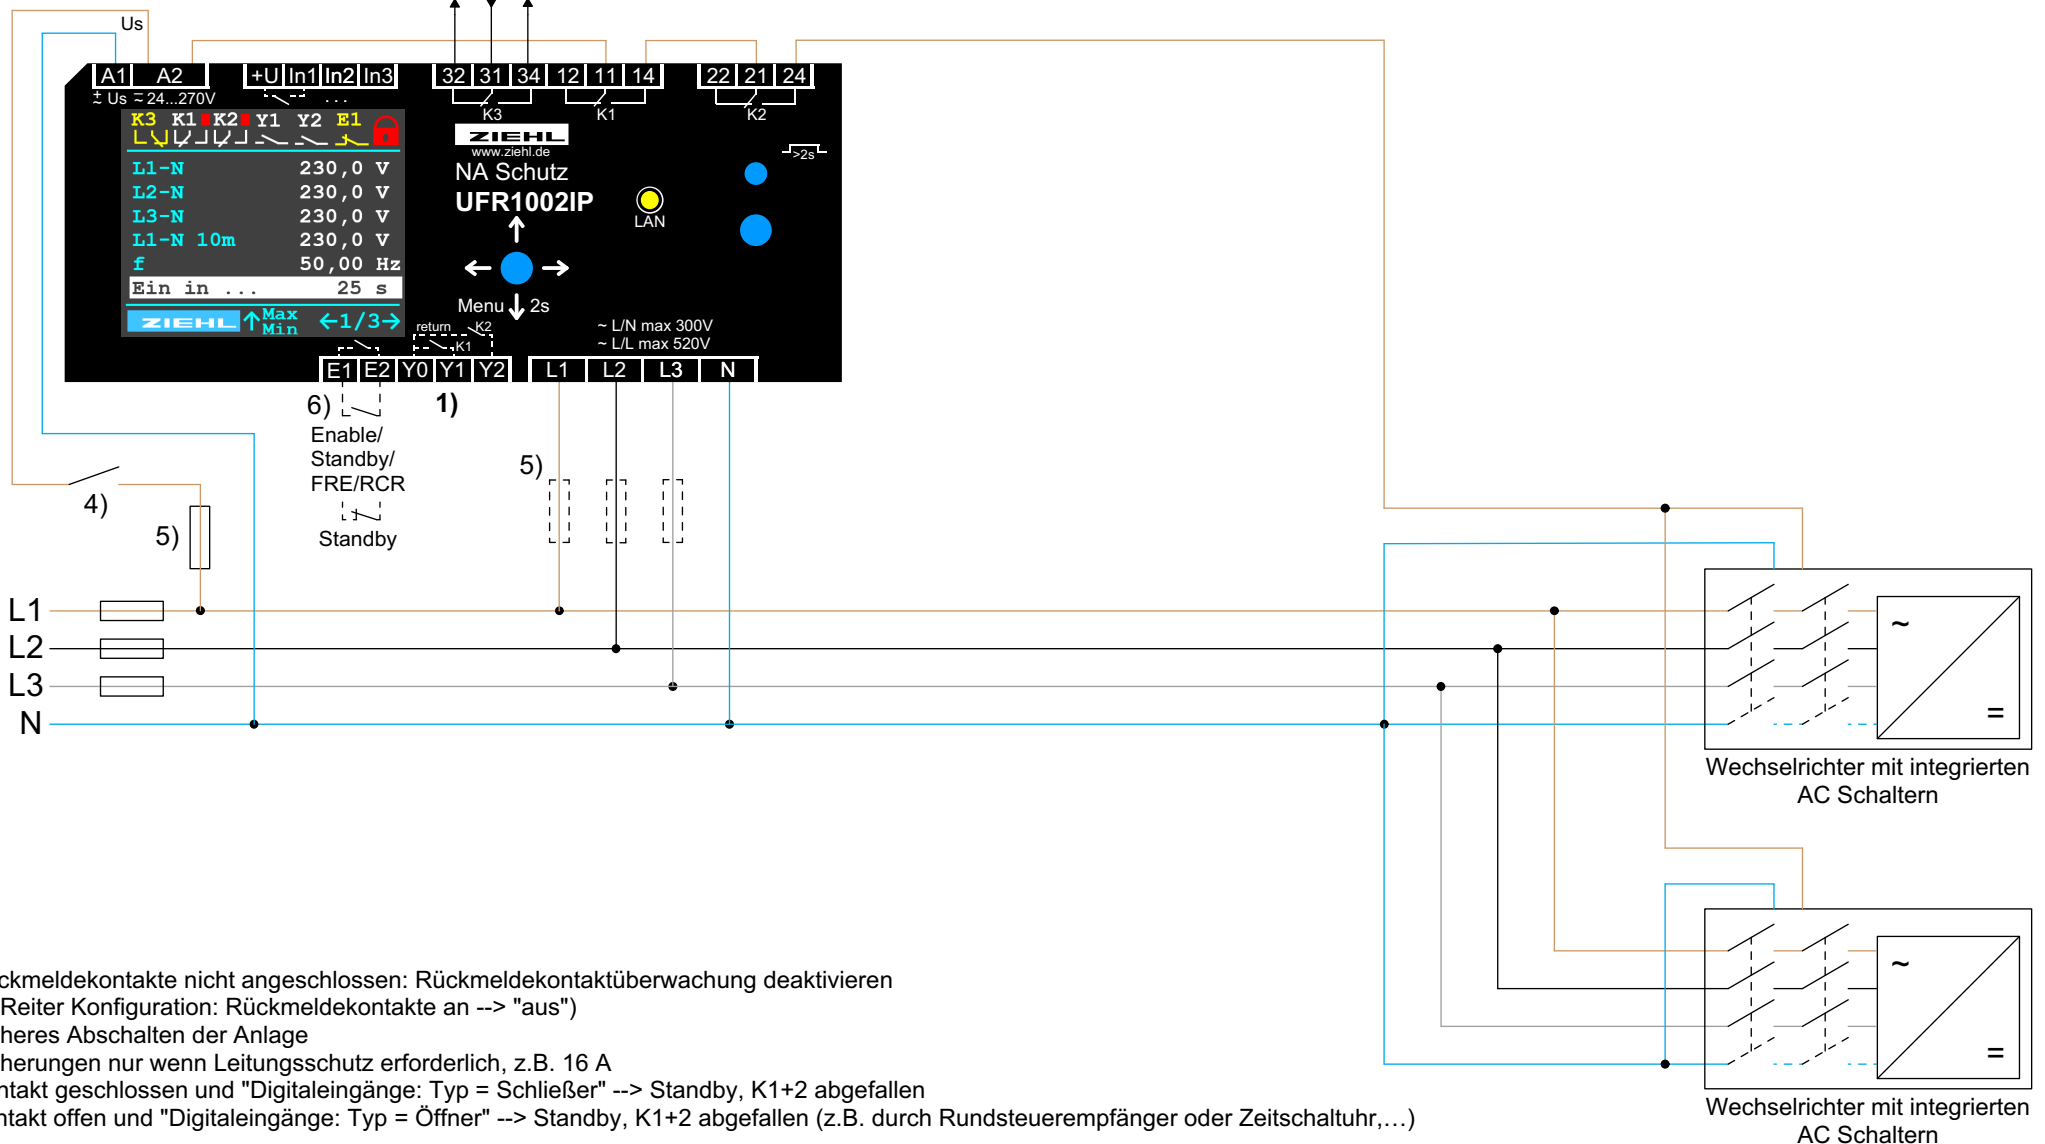 Us
A1 A2 +U In1 In2 In3 32 31 34 12 11 14 22 21 24
Us 24...270V ...
K3 K1 K2
K3 K1 K2 Y1 Y2 E1
L1-N 230,0 V
L2-N 230,0 V
L3-N 230,0 V
L1-N 10m 230,0 V
f 50,00 Hz
Ein in ... 25 s
ZIEHL ↑ Max Min ←1/3→
ZIEHL
www.ziehl.de
NA Schutz
UFR1002IP
LAN
>2s
Menu 2s
return K2
K1
~ L/N max 300V
~ L/L max 520V
E1 E2 Y0 Y1 Y2 L1 L2 L3 N
6)
1)
Enable/
Standby/
FRE/RCR
Standby
4)
5)
5)
L1
L2
L3
N
~
=
Wechselrichter mit integrierten
AC Schaltern
~
=
Wechselrichter mit integrierten
AC Schaltern
ckmeldekontakte nicht angeschlossen: Rückmeldekontaktüberwachung deaktivieren
Reiter Konfiguration: Rückmeldekontakte an --> "aus")
heres Abschalten der Anlage
herungen nur wenn Leitungsschutz erforderlich, z.B. 16 A
ntakt geschlossen und "Digitaleingänge: Typ = Schließer" --> Standby, K1+2 abgefallen
ntakt offen und "Digitaleingänge: Typ = Öffner" --> Standby, K1+2 abgefallen (z.B. durch Rundsteuerempfänger oder Zeitschaltuhr,…)